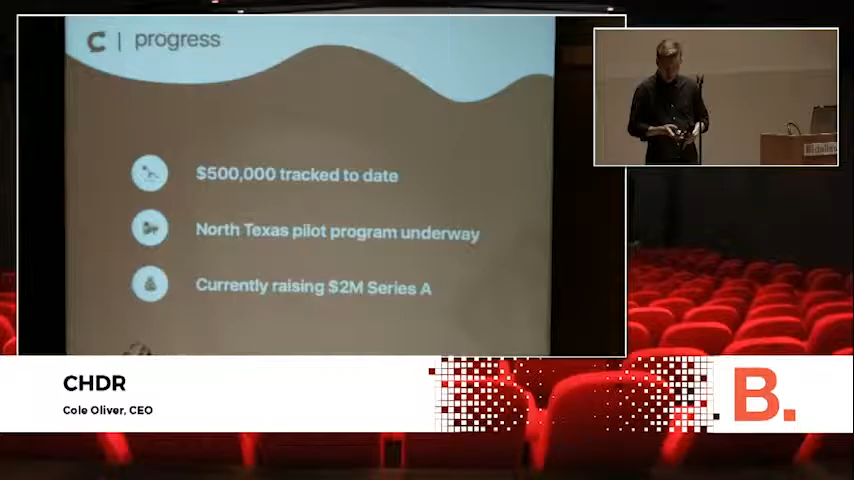 C | progress
$500,000 tracked to date
North Texas pilot program underway
Currently raising $2M Series A
CHDR
Cole Oliver, CEO
B.